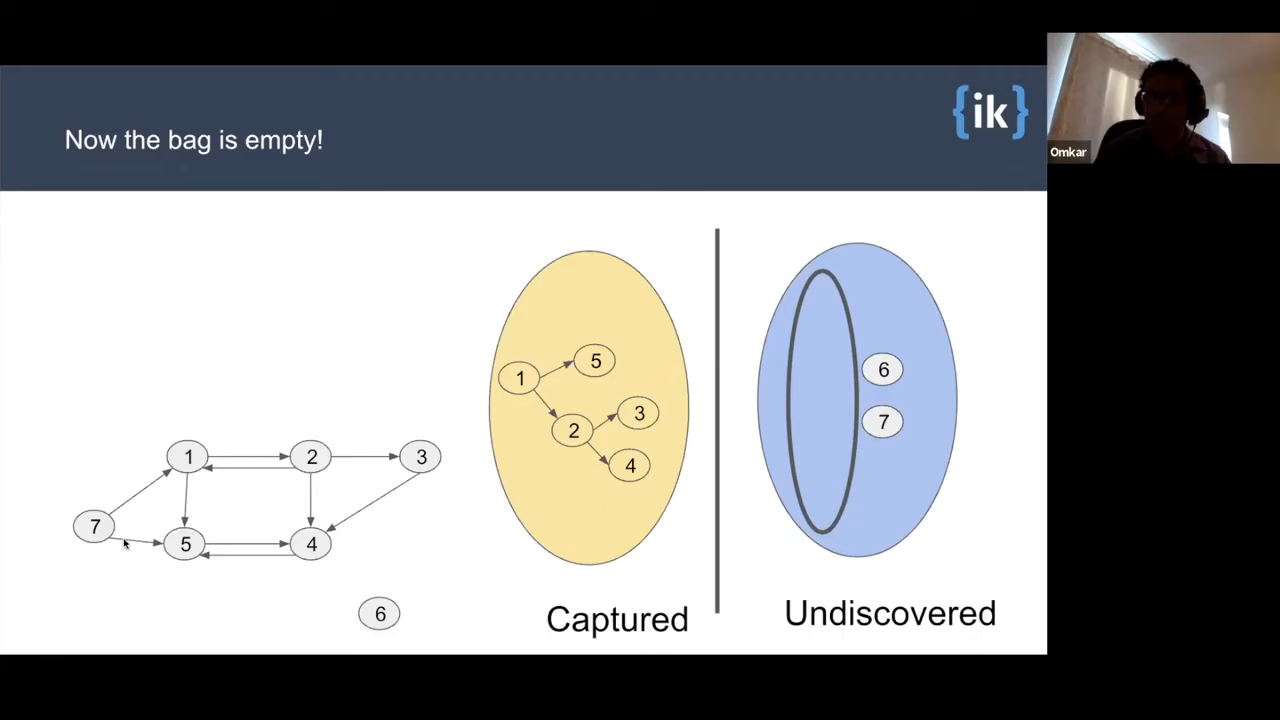 Now the bag is empty!
{ik}
Omkar
5
1
6
3
2
7
4
1
2
3
7
5
4
6
Captured
Undiscovered